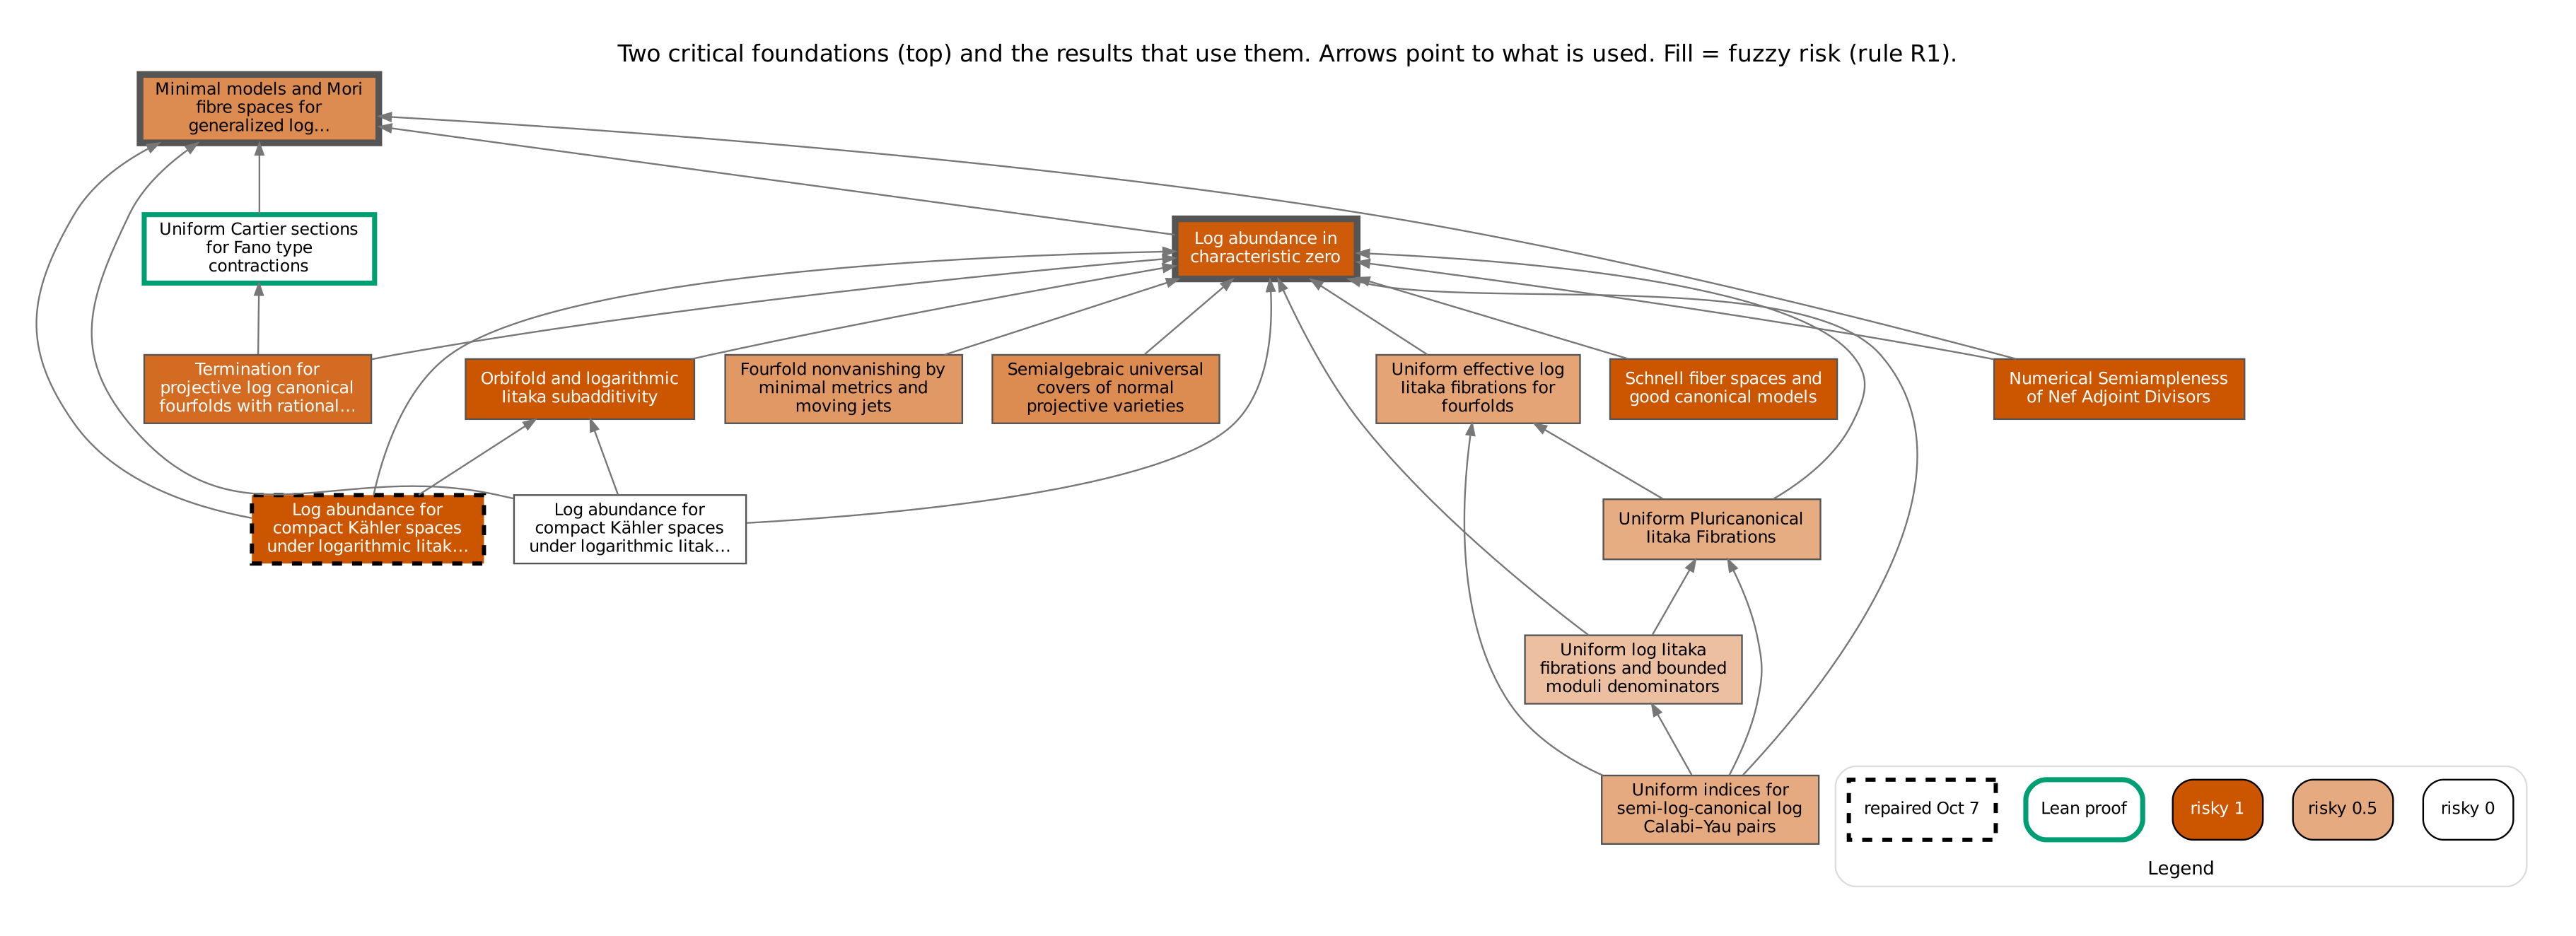 Two critical foundations (top) and the results that use them. Arrows point to what is used. Fill = fuzzy risk (rule R1).
Minimal models and Mori
fibre spaces for
generalized log...
Uniform Cartier sections
for Fano type
contractions
Log abundance in
characteristic zero
Termination for
projective log canonical
fourfolds with rational...
Orbifold and logarithmic
Iitaka subadditivity
Fourfold nonvanishing by
minimal metrics and
moving jets
Semialgebraic universal
covers of normal
projective varieties
Uniform effective log
Iitaka fibrations for
fourfolds
Schnell fiber spaces and
good canonical models
Numerical Semiampleness
of Nef Adjoint Divisors
Log abundance for
compact Kähler spaces
under logarithmic Iitak...
Log abundance for
compact Kähler spaces
under logarithmic Iitak...
Uniform Pluricanonical
Iitaka Fibrations
Uniform log Iitaka
fibrations and bounded
moduli denominators
Uniform indices for
semi-log-canonical log
Calabi–Yau pairs
repaired Oct 7
Lean proof
risky 1
risky 0.5
risky 0
Legend